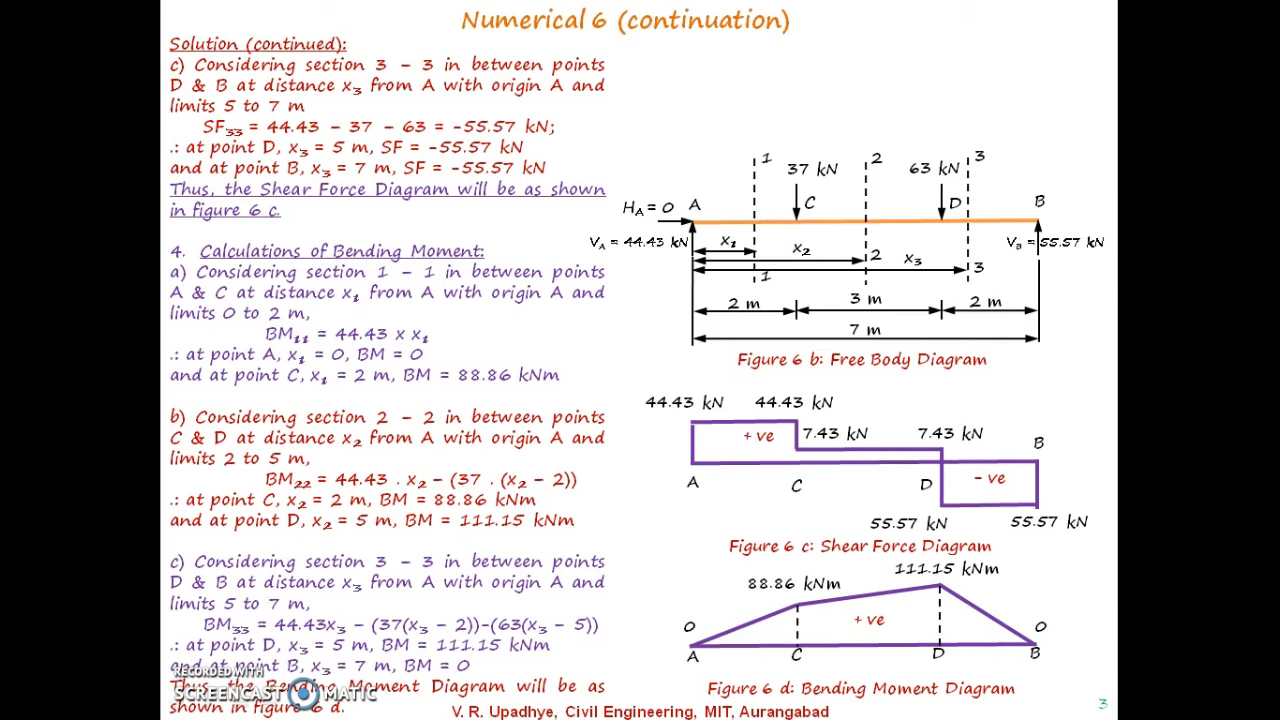 Numerical 6 (continuation)
Solution (continued):
c) Considering section 3 – 3 in between points
D & B at distance x₃ from A with origin A and
limits 5 to 7 m
SF₃₃ = 44.43 – 37 – 63 = -55.57 kN;
.: at point D, x₃ = 5 m, SF = -55.57 kN
and at point B, x₃ = 7 m, SF = -55.57 kN
Thus, the Shear Force Diagram will be as shown
in figure 6 c.
4. Calculations of Bending Moment:
a) Considering section 1 – 1 in between points
A & C at distance x₁ from A with origin A and
limits 0 to 2 m,
BM₁₁ = 44.43 x x₁
.: at point A, x₁ = 0, BM = 0
and at point C, x₁ = 2 m, BM = 88.86 kNm
b) Considering section 2 – 2 in between points
C & D at distance x₂ from A with origin A and
limits 2 to 5 m,
BM₂₂ = 44.43 . x₂ – (37 . (x₂ – 2))
.: at point C, x₂ = 2 m, BM = 88.86 kNm
and at point D, x₂ = 5 m, BM = 111.15 kNm
c) Considering section 3 – 3 in between points
D & B at distance x₃ from A with origin A and
limits 5 to 7 m,
BM₃₃ = 44.43x₃ – (37(x₃ – 2))-(63(x₃ – 5))
.: at point D, x₃ = 5 m, BM = 111.15 kNm
and at point B, x₃ = 7 m, BM = 0
Thus, the Bending Moment Diagram will be as
shown in figure 6 d.
RECORDED WITH
SCREENCAST MATIC
1 2 3
37 kN 63 kN
Hₐ = 0 A C D B
Vₐ = 44.43 kN x₁ x₂ x₃ V_B = 55.57 kN
1 2 3
2 m 3 m 2 m
7 m
Figure 6 b: Free Body Diagram
44.43 kN 44.43 kN
+ ve 7.43 kN 7.43 kN B
A C D - ve
55.57 kN 55.57 kN
Figure 6 c: Shear Force Diagram
111.15 kNm
88.86 kNm
0 + ve 0
A C D B
Figure 6 d: Bending Moment Diagram
V. R. Upadhye, Civil Engineering, MIT, Aurangabad
3